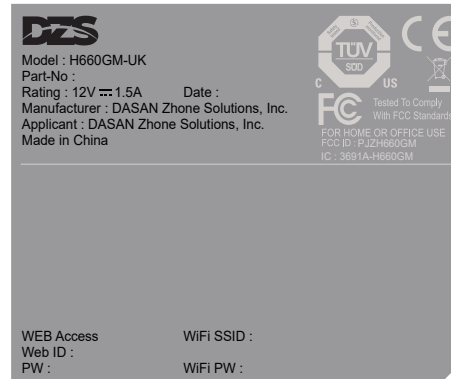 DZS
Model : H660GM-UK
Part-No :
Rating : 12V ⎓ 1.5A Date :
Manufacturer : DASAN Zhone Solutions, Inc.
Applicant : DASAN Zhone Solutions, Inc.
Made in China
TÜV
SÜD
C US
CE
FC Tested To Comply
With FCC Standards
FOR HOME OR OFFICE USE
FCC ID : PJZH660GM
IC : 3691A-H660GM
WEB Access WiFi SSID :
Web ID :
PW : WiFi PW :